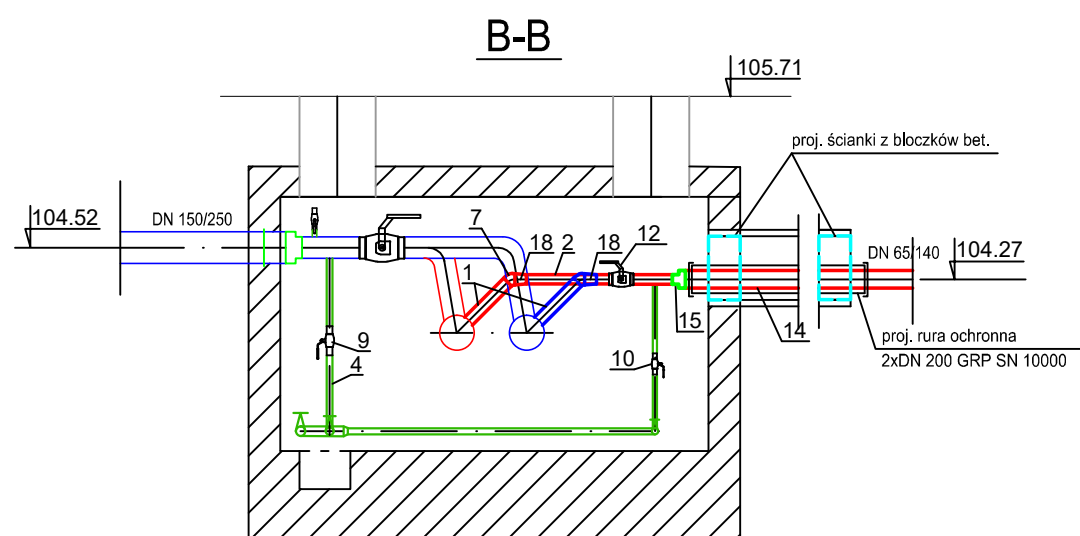 B-B
105.71
proj. ścianki z bloczków bet.
104.52
DN 150/250
7
18
2
18
12
DN 65/140
104.27
1
15
14
9
10
4
proj. rura ochronna
2xDN 200 GRP SN 10000